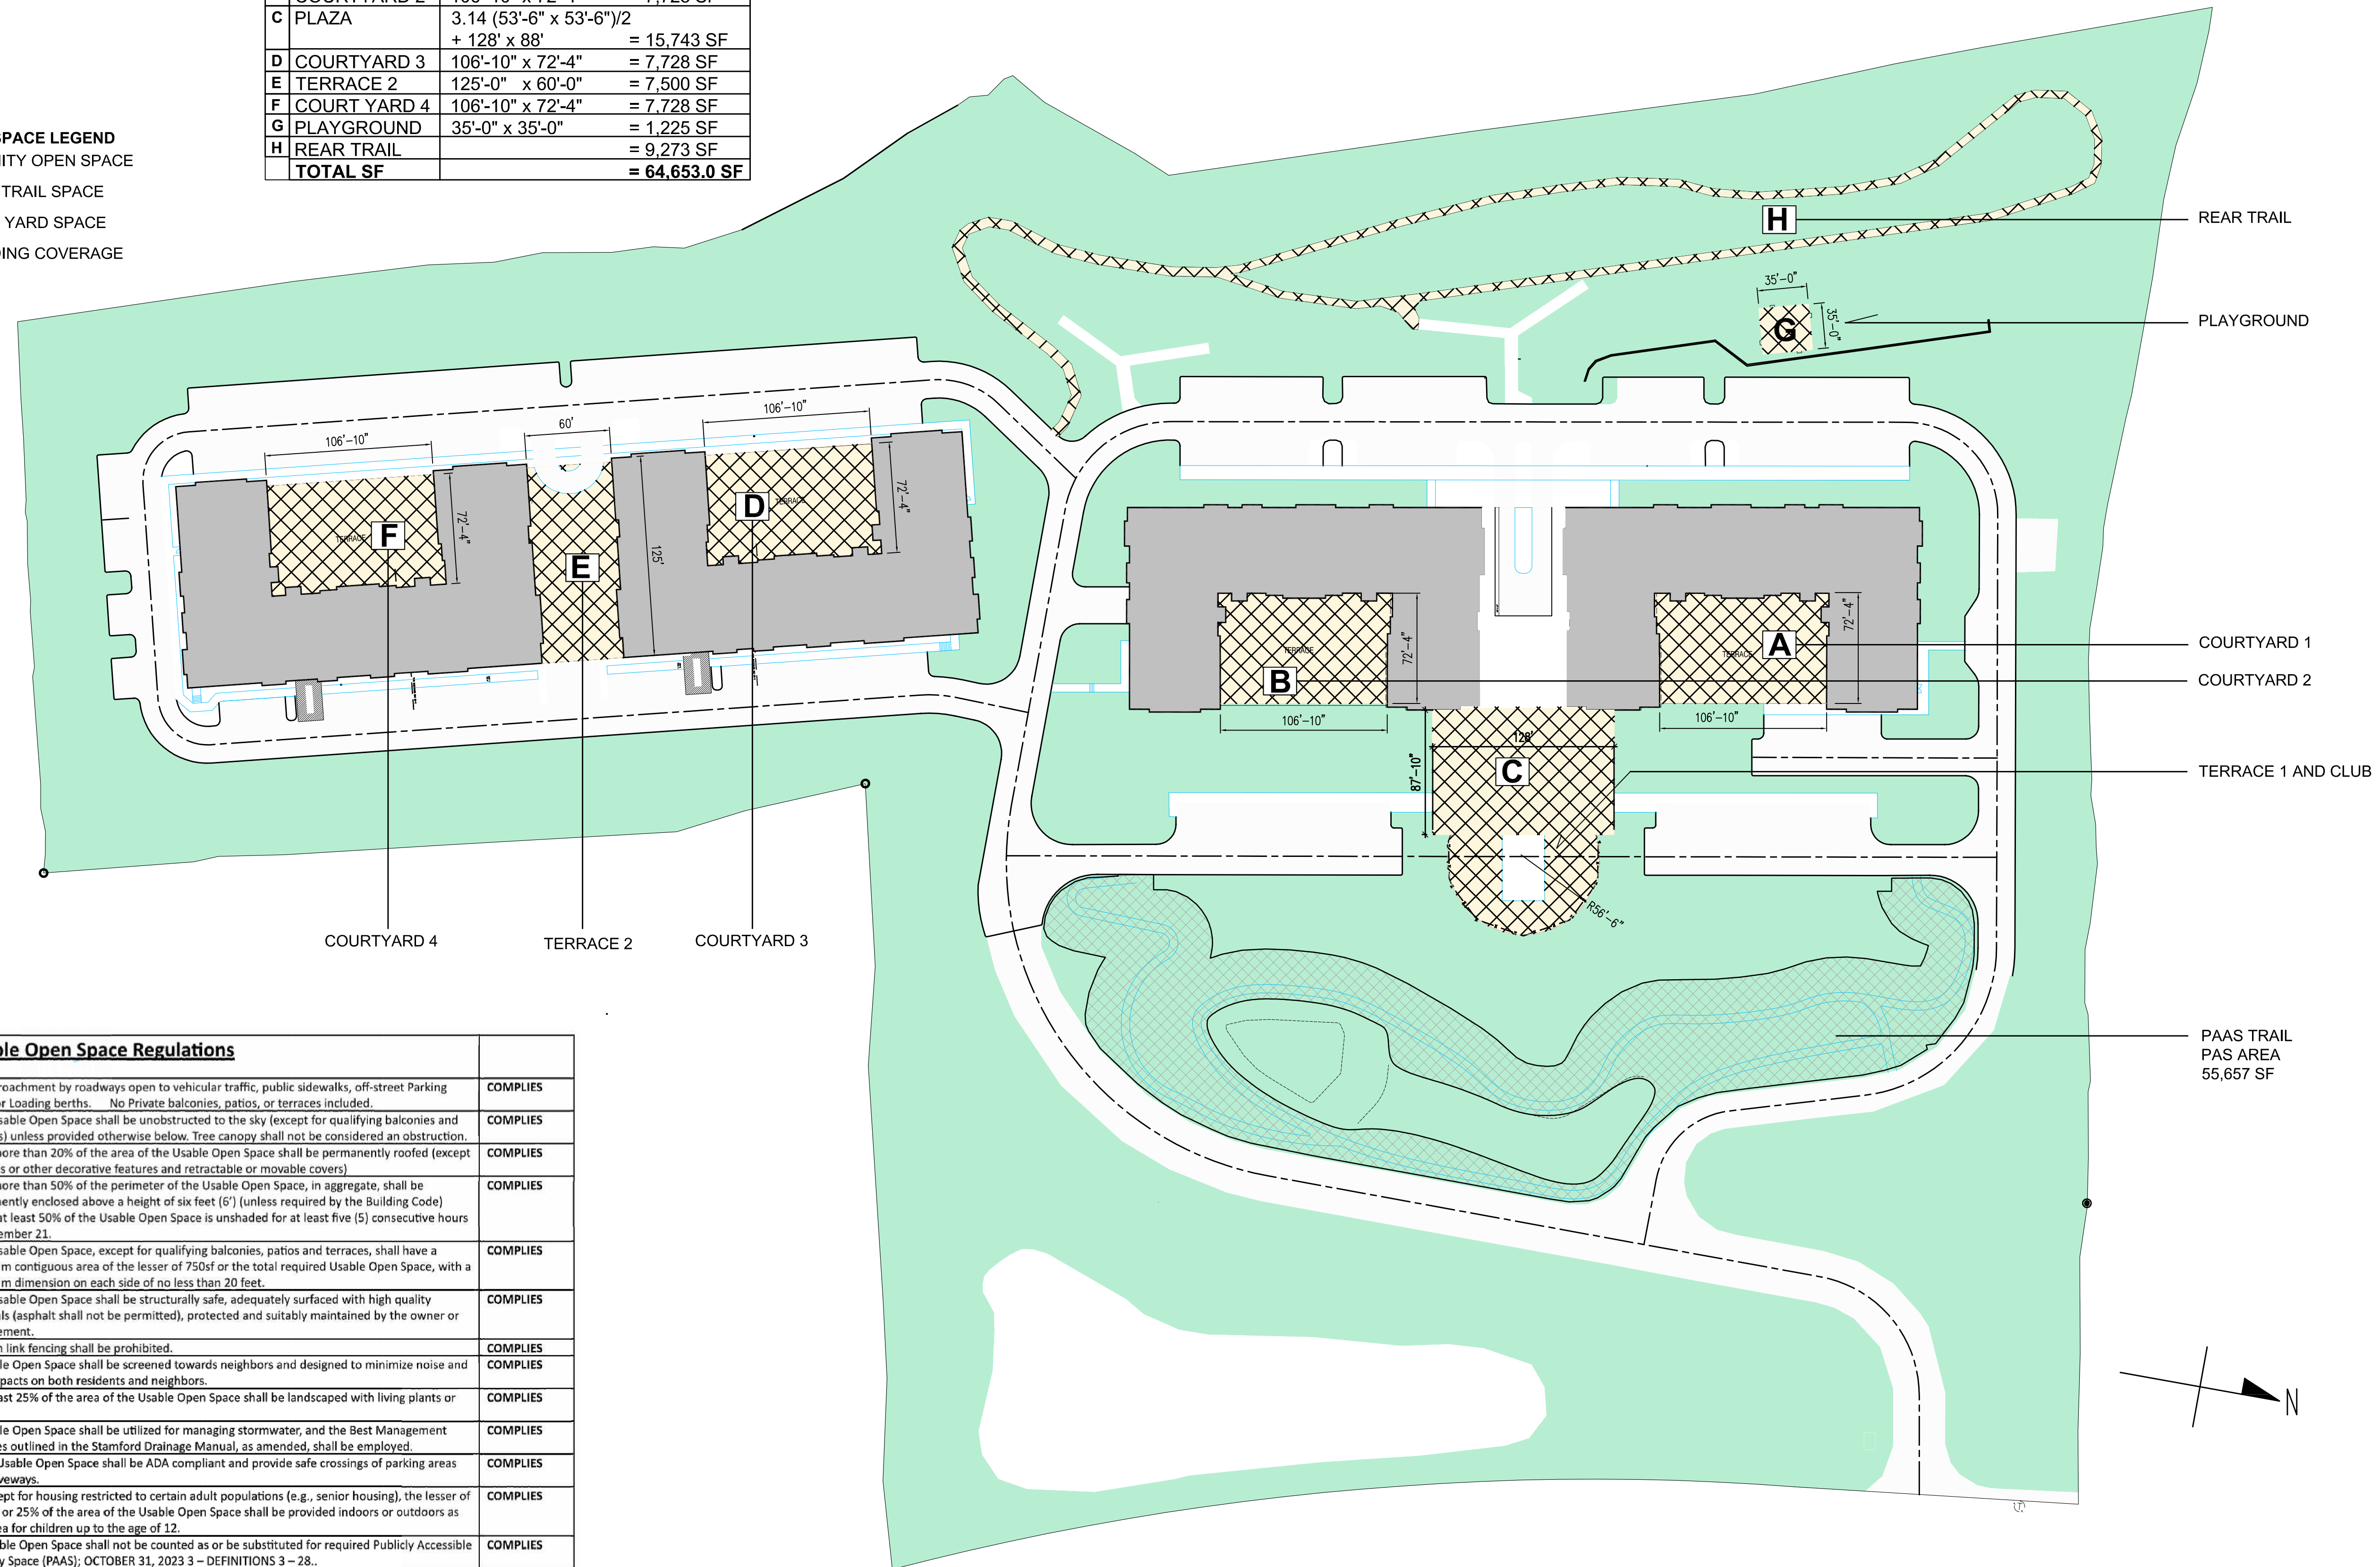 C PLAZA 3.14 (53'-6" x 53'-6")/2
+ 128' x 88' = 15,743 SF
D COURTYARD 3 106'-10" x 72'-4" = 7,728 SF
E TERRACE 2 125'-0" x 60'-0" = 7,500 SF
F COURT YARD 4 106'-10" x 72'-4" = 7,728 SF
G PLAYGROUND 35'-0" x 35'-0" = 1,225 SF
H REAR TRAIL = 9,273 SF
TOTAL SF = 64,653.0 SF
SPACE LEGEND
ITY OPEN SPACE
TRAIL SPACE
YARD SPACE
ING COVERAGE
H
REAR TRAIL
35'-0"
35'-0"
G
PLAYGROUND
106'-10"
60'
106'-10"
72'-4"
125'
72'-4"
TERRACE
TERRACE
F
E
D
COURTYARD 4
TERRACE 2
COURTYARD 3
TERRACE
TERRACE
72'-4"
72'-4"
A
B
COURTYARD 1
COURTYARD 2
106'-10"
106'-10"
128'
87'-10"
C
TERRACE 1 AND CLUB
R56'-6"
PAAS TRAIL
PAS AREA
55,657 SF
N
ble Open Space Regulations
roachment by roadways open to vehicular traffic, public sidewalks, off-street Parking COMPLIES
or Loading berths. No Private balconies, patios, or terraces included.
sable Open Space shall be unobstructed to the sky (except for qualifying balconies and COMPLIES
s) unless provided otherwise below. Tree canopy shall not be considered an obstruction.
ore than 20% of the area of the Usable Open Space shall be permanently roofed (except COMPLIES
s or other decorative features and retractable or movable covers)
ore than 50% of the perimeter of the Usable Open Space, in aggregate, shall be COMPLIES
nently enclosed above a height of six feet (6') (unless required by the Building Code)
at least 50% of the Usable Open Space is unshaded for at least five (5) consecutive hours
ember 21.
sable Open Space, except for qualifying balconies, patios and terraces, shall have a COMPLIES
m contiguous area of the lesser of 750sf or the total required Usable Open Space, with a
m dimension on each side of no less than 20 feet.
sable Open Space shall be structurally safe, adequately surfaced with high quality COMPLIES
ls (asphalt shall not be permitted), protected and suitably maintained by the owner or
ement.
n link fencing shall be prohibited. COMPLIES
le Open Space shall be screened towards neighbors and designed to minimize noise and COMPLIES
pacts on both residents and neighbors.
ast 25% of the area of the Usable Open Space shall be landscaped with living plants or COMPLIES
le Open Space shall be utilized for managing stormwater, and the Best Management COMPLIES
es outlined in the Stamford Drainage Manual, as amended, shall be employed.
Usable Open Space shall be ADA compliant and provide safe crossings of parking areas COMPLIES
veways.
ept for housing restricted to certain adult populations (e.g., senior housing), the lesser of COMPLIES
or 25% of the area of the Usable Open Space shall be provided indoors or outdoors as
ea for children up to the age of 12.
ble Open Space shall not be counted as or be substituted for required Publicly Accessible COMPLIES
y Space (PAAS); OCTOBER 31, 2023 3 – DEFINITIONS 3 – 28..